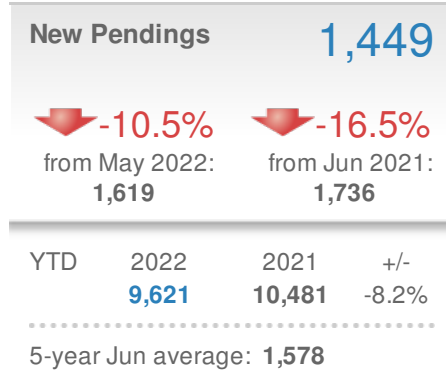 New Pendings 1,449
-10.5% -16.5%
from May 2022: from Jun 2021:
1,619 1,736
YTD 2022 2021 +/-
9,621 10,481 -8.2%
5-year Jun average: 1,578